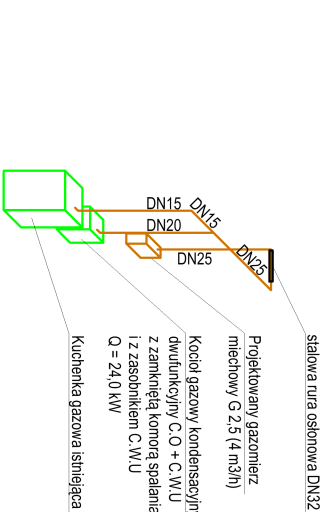 DN15
DN15
DN20
DN25
DN25
stalowa rura osłonowa DN32
Projektowany gazomierz
miechowy G 2,5 (4 m3/h)
Kocioł gazowy kondensacyjny
dwufunkcyjny C.O + C.W.U
z zamkniętą komorą spalania
i z zasobnikiem C.W.U
Q = 24,0 kW
Kuchenka gazowa istniejąca